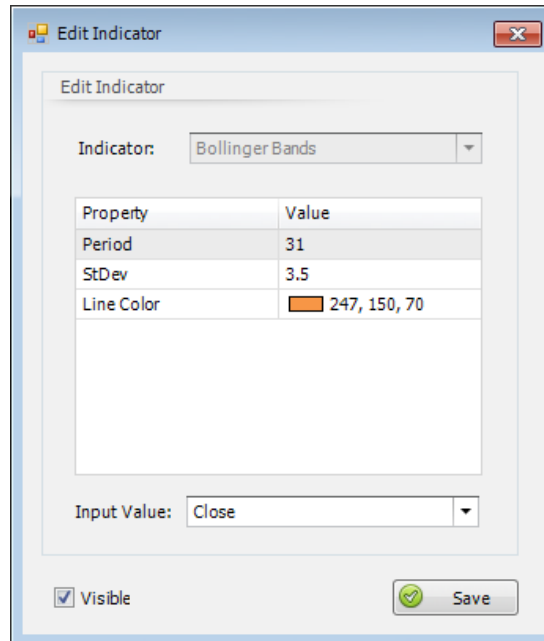 Edit Indicator
Edit Indicator
Indicator: Bollinger Bands
Property Value
Period 31
StDev 3.5
Line Color 247, 150, 70
Input Value: Close
Visible Save